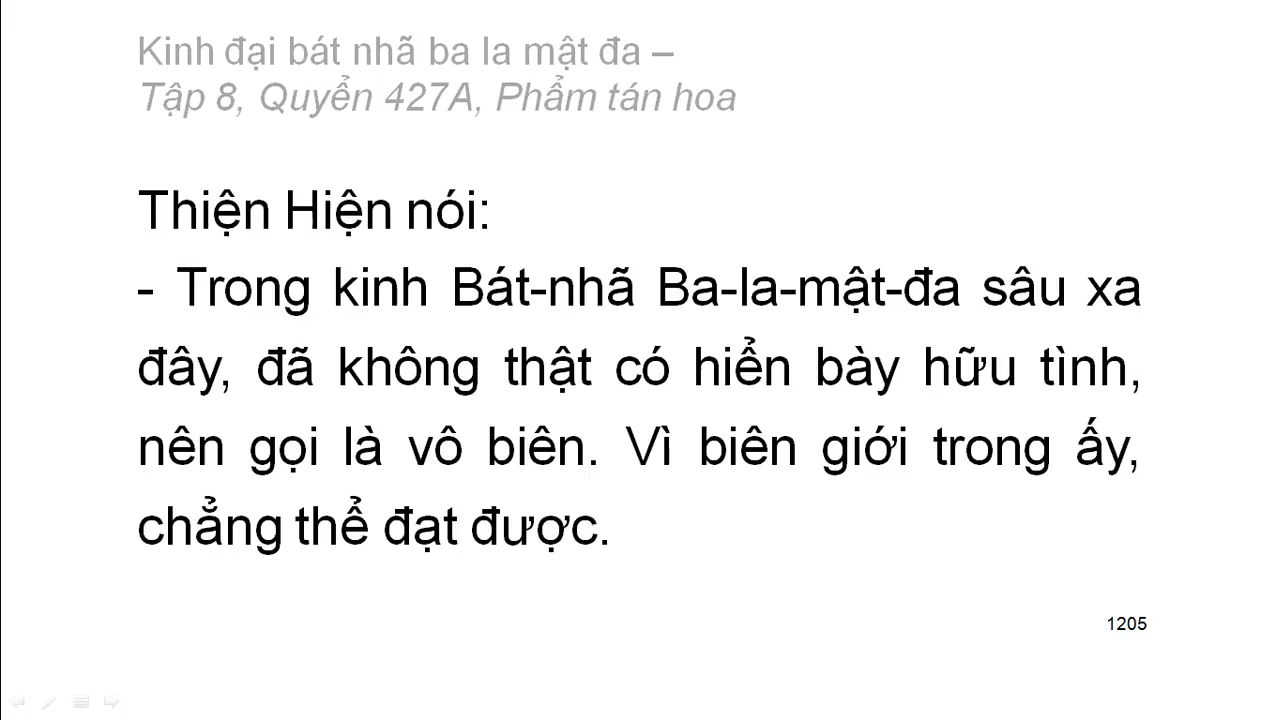 Kinh đại bát nhã ba la mật đa –
Tập 8, Quyển 427A, Phẩm tán hoa
Thiện Hiện nói:
- Trong kinh Bát-nhã Ba-la-mật-đa sâu xa
đây, đã không thật có hiển bày hữu tình,
nên gọi là vô biên. Vì biên giới trong ấy,
chẳng thể đạt được.
1205